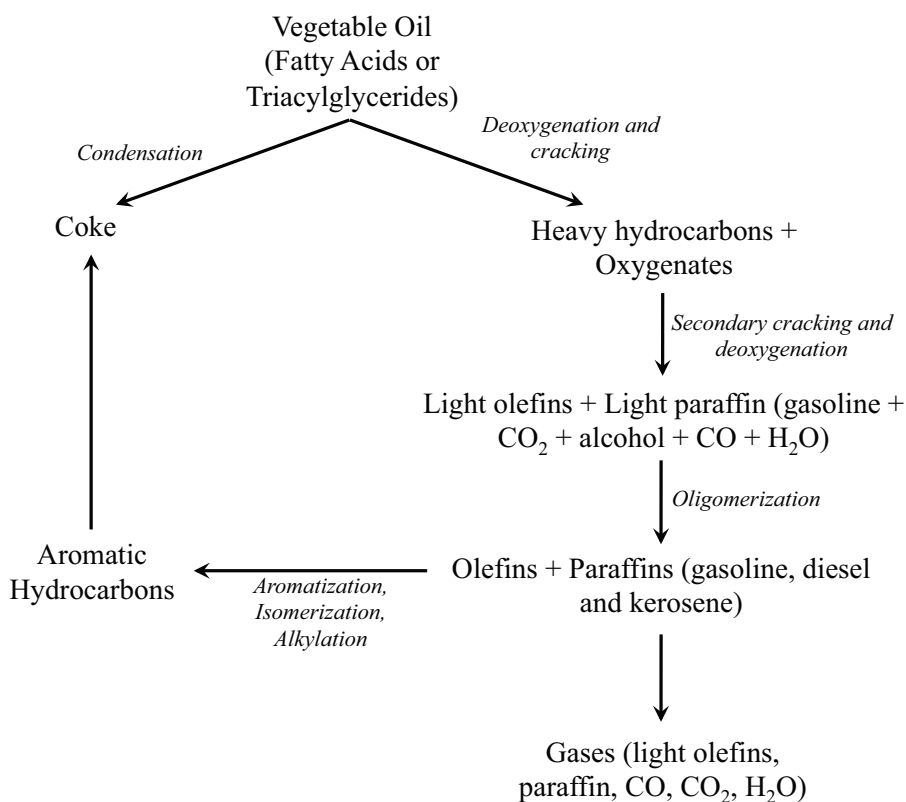 Vegetable Oil
(Fatty Acids or
Triacylglycerides)
Condensation
Deoxygenation and
cracking
Coke
Heavy hydrocarbons +
Oxygenates
Secondary cracking and
deoxygenation
Light olefins + Light paraffin (gasoline +
CO₂ + alcohol + CO + H₂O)
Oligomerization
Aromatic
Hydrocarbons
Aromatization,
Isomerization,
Alkylation
Olefins + Paraffins (gasoline, diesel
and kerosene)
Gases (light olefins,
paraffin, CO, CO₂, H₂O)